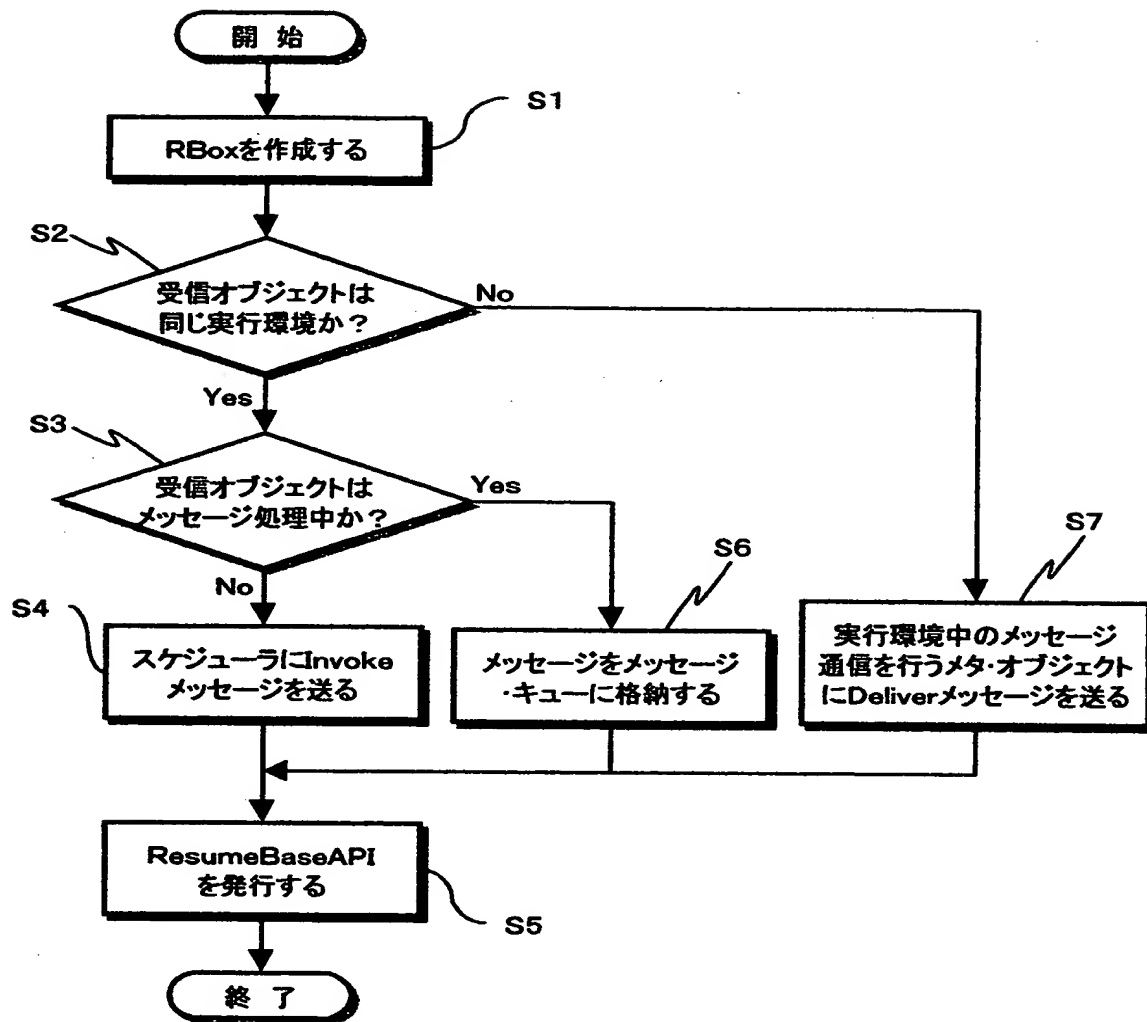 開始
S1
RBoxを作成する
S2
受信オブジェクトは
同じ実行環境か?
No
Yes
S3
受信オブジェクトは
メッセージ処理中か?
Yes
No
S4
スケジューラにInvoke
メッセージを送る
S6
メッセージをメッセージ
・キューに格納する
S7
実行環境中のメッセージ
通信を行うメタ・オブジェクト
にDeliverメッセージを送る
ResumeBaseAPI
を発行する
S5
終了